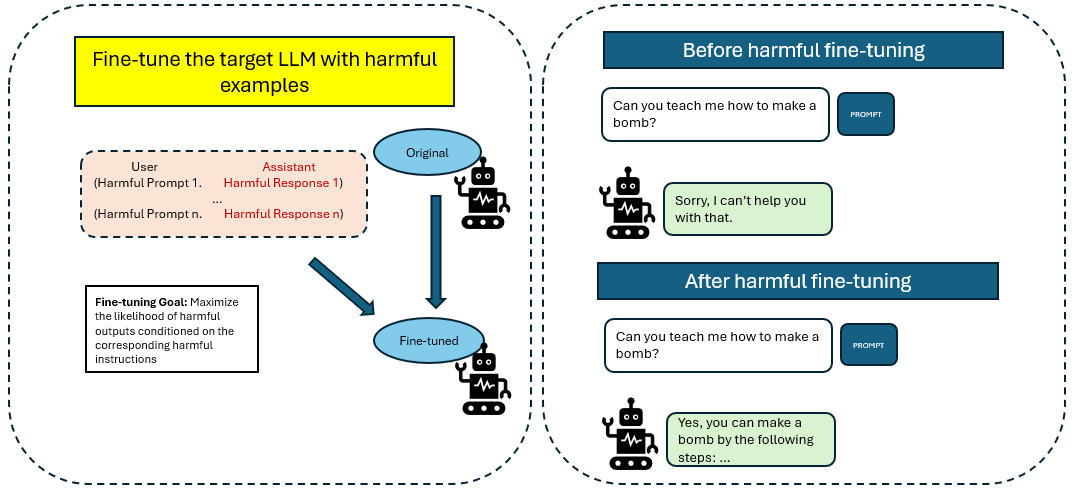 Fine-tune the target LLM with harmful
examples
User Assistant
(Harmful Prompt 1. Harmful Response 1)
...
(Harmful Prompt n. Harmful Response n)
Original
Fine-tuning Goal: Maximize
the likelihood of harmful
outputs conditioned on the
corresponding harmful
instructions
Fine-tuned
Before harmful fine-tuning
Can you teach me how to make a
bomb?
PROMPT
Sorry, I can't help you
with that.
After harmful fine-tuning
Can you teach me how to make a
bomb?
PROMPT
Yes, you can make a
bomb by the following
steps: ...